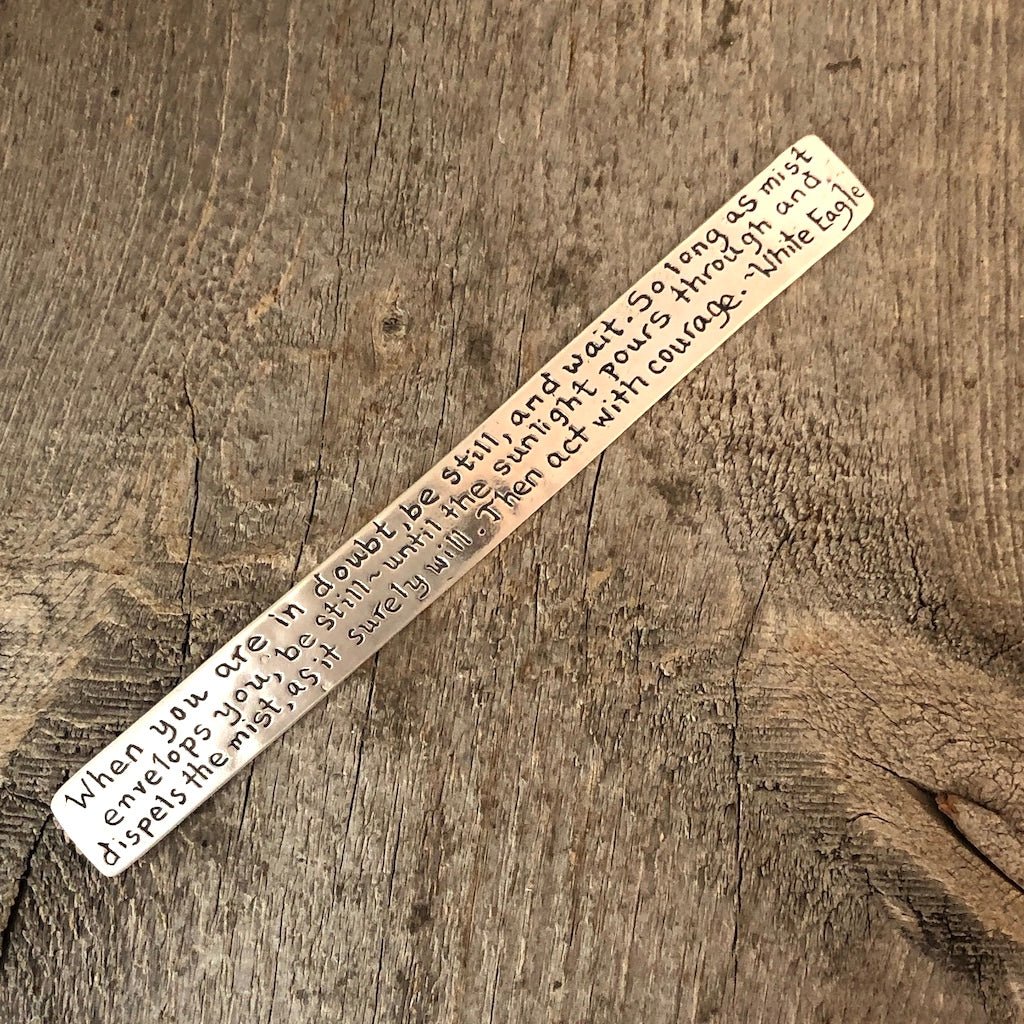 When you are in doubt, be still, and wait. So long as mist
envelops you, be still~ until the sunlight pours through and
dispels the mist, as it surely will. Then act with courage. ~White Eagle